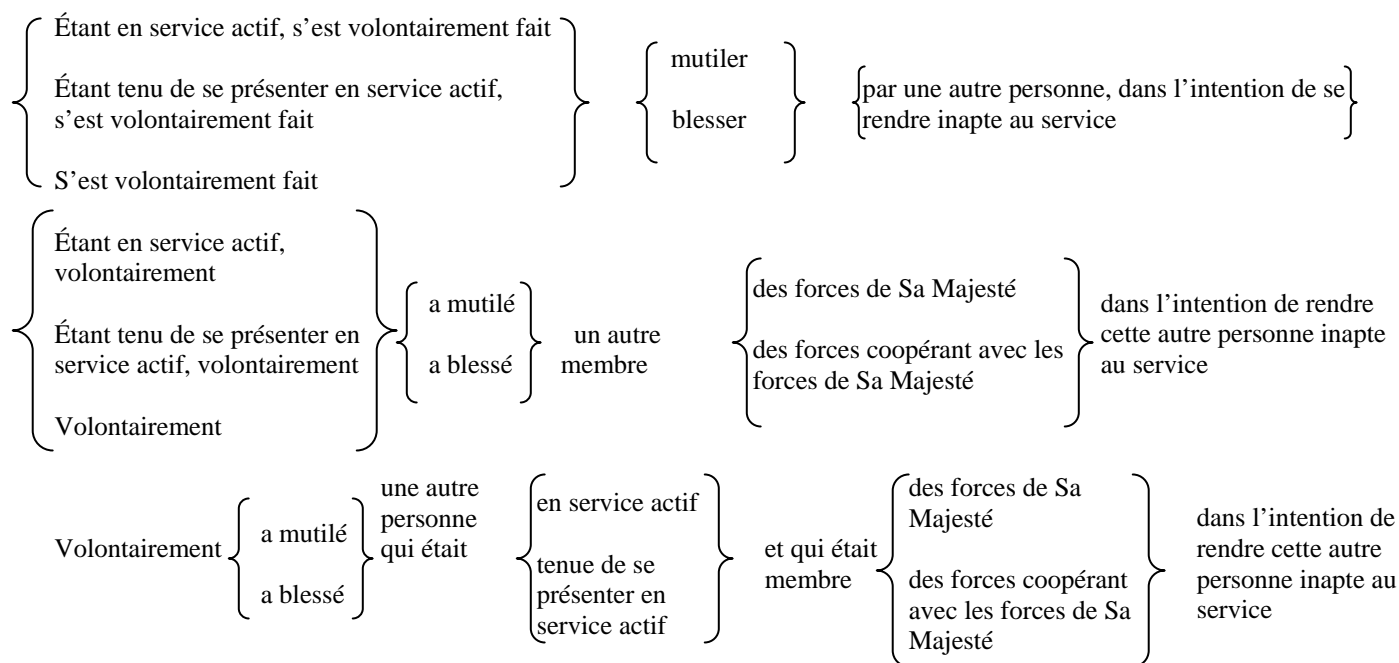 Étant en service actif, s’est volontairement fait
Étant tenu de se présenter en service actif,
s’est volontairement fait
S’est volontairement fait
mutiler
blesser
par une autre personne, dans l’intention de se
rendre inapte au service
Étant en service actif,
volontairement
Étant tenu de se présenter en
service actif, volontairement
Volontairement
a mutilé
a blessé
un autre
membre
des forces de Sa Majesté
des forces coopérant avec les
forces de Sa Majesté
dans l’intention de rendre
cette autre personne inapte
au service
Volontairement
a mutilé
a blessé
une autre
personne
qui était
en service actif
tenue de se
présenter en
service actif
et qui était
membre
des forces de Sa
Majesté
des forces coopérant
avec les forces de Sa
Majesté
dans l’intention de
rendre cette autre
personne inapte au
service